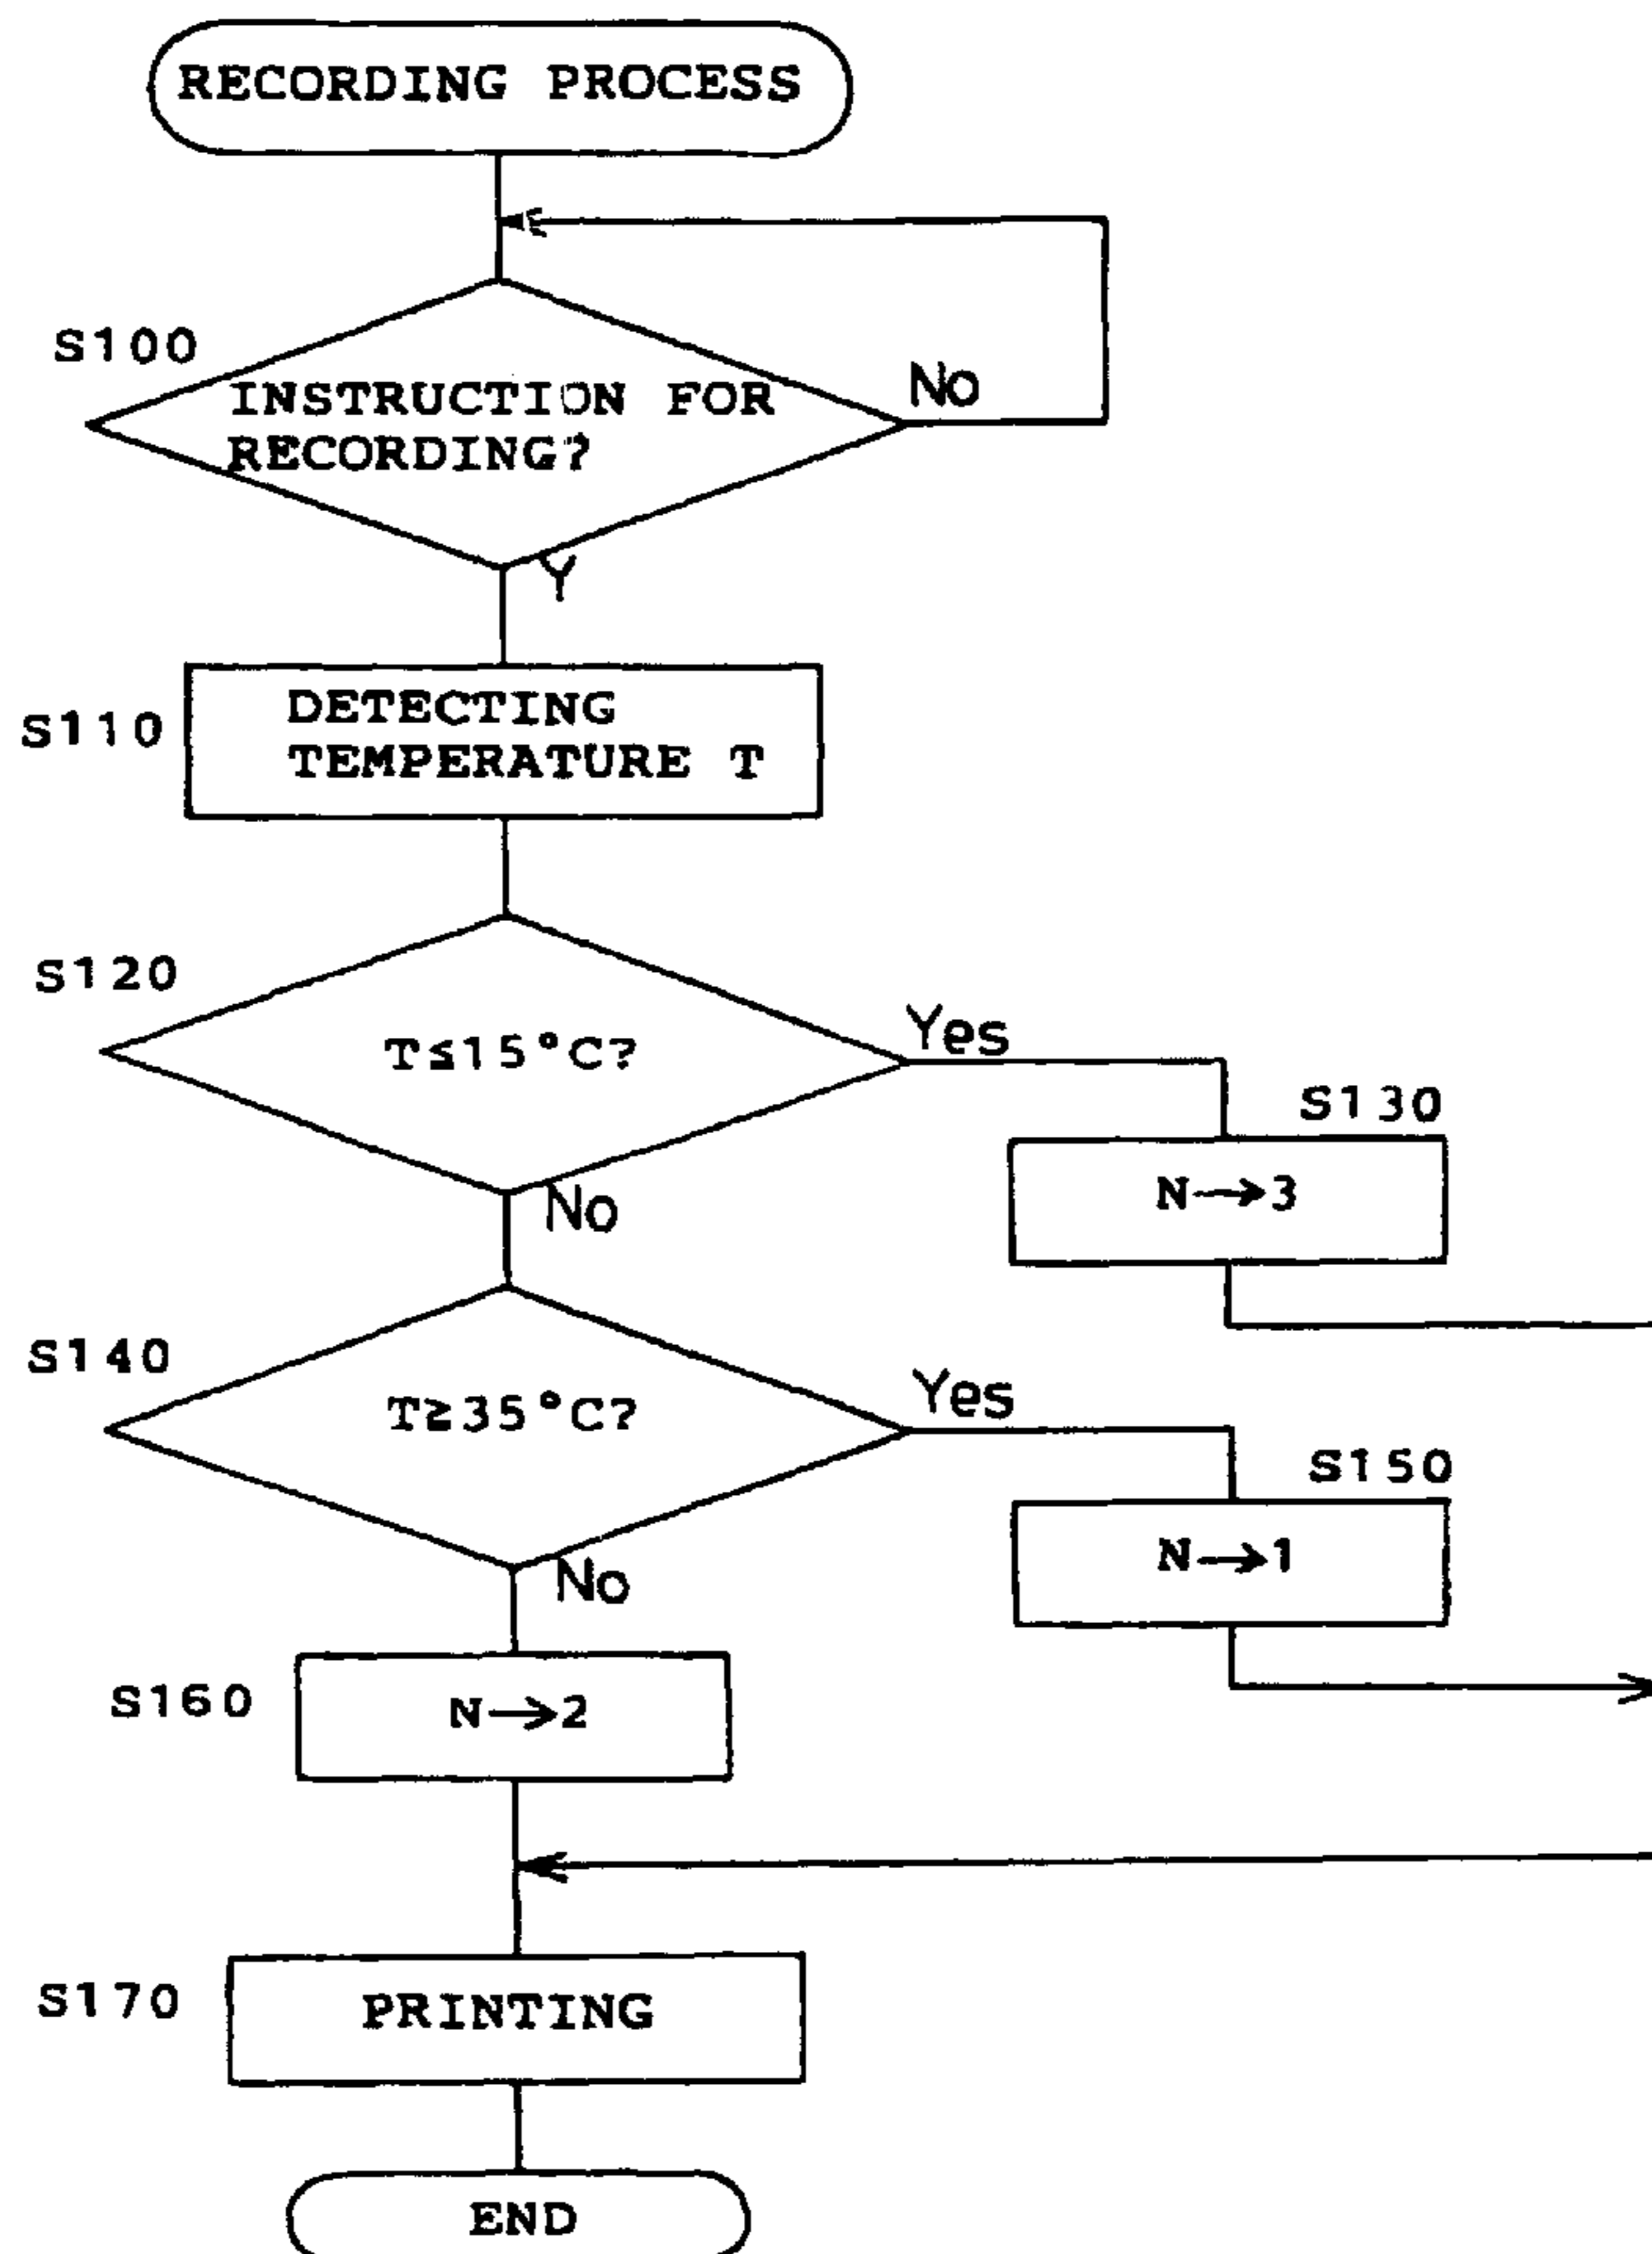 RECORDING PROCESS
S100
INSTRUCTION FOR
RECORDING?
No
Y
S110
DETECTING
TEMPERATURE T
S120
T≤15°C?
Yes
S130
N→3
No
S140
T≥35°C?
Yes
S150
N→1
No
S160
N→2
S170
PRINTING
END